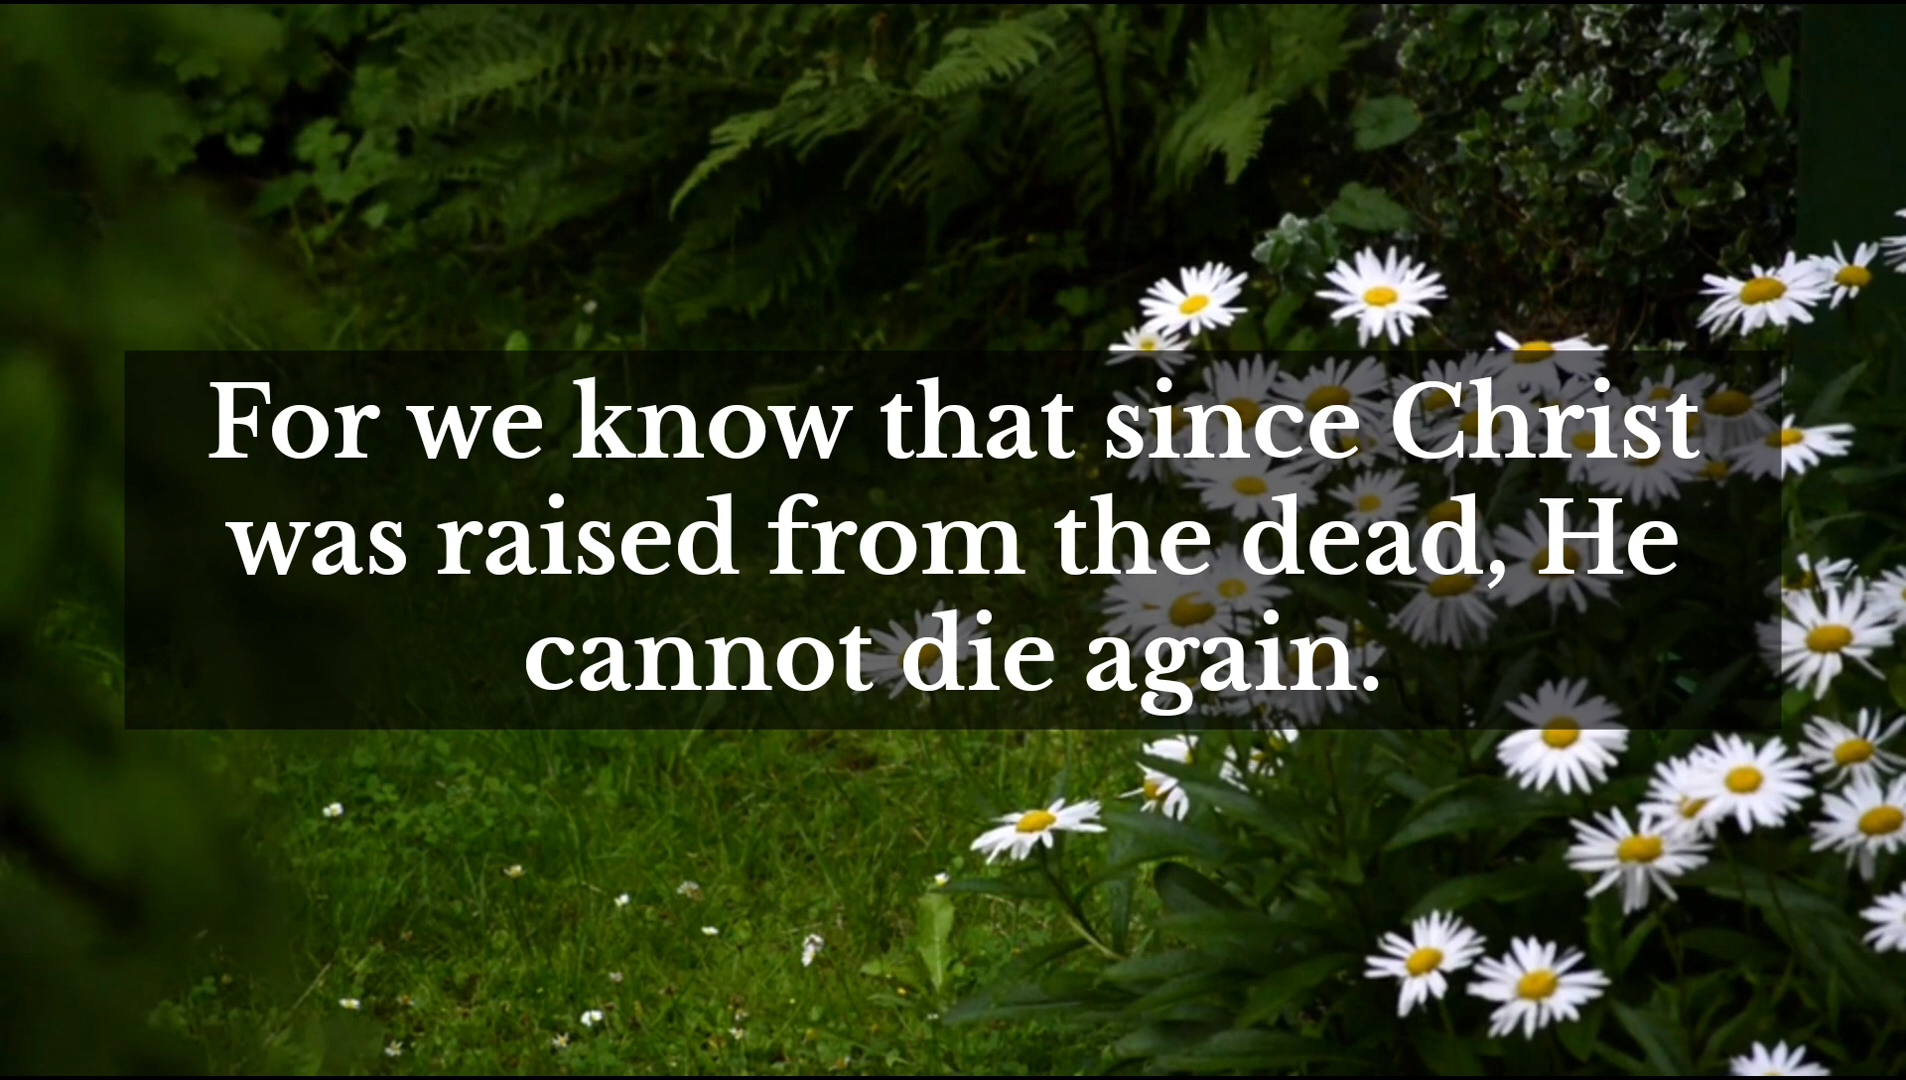 For we know that since Christ
was raised from the dead, He
cannot die again.